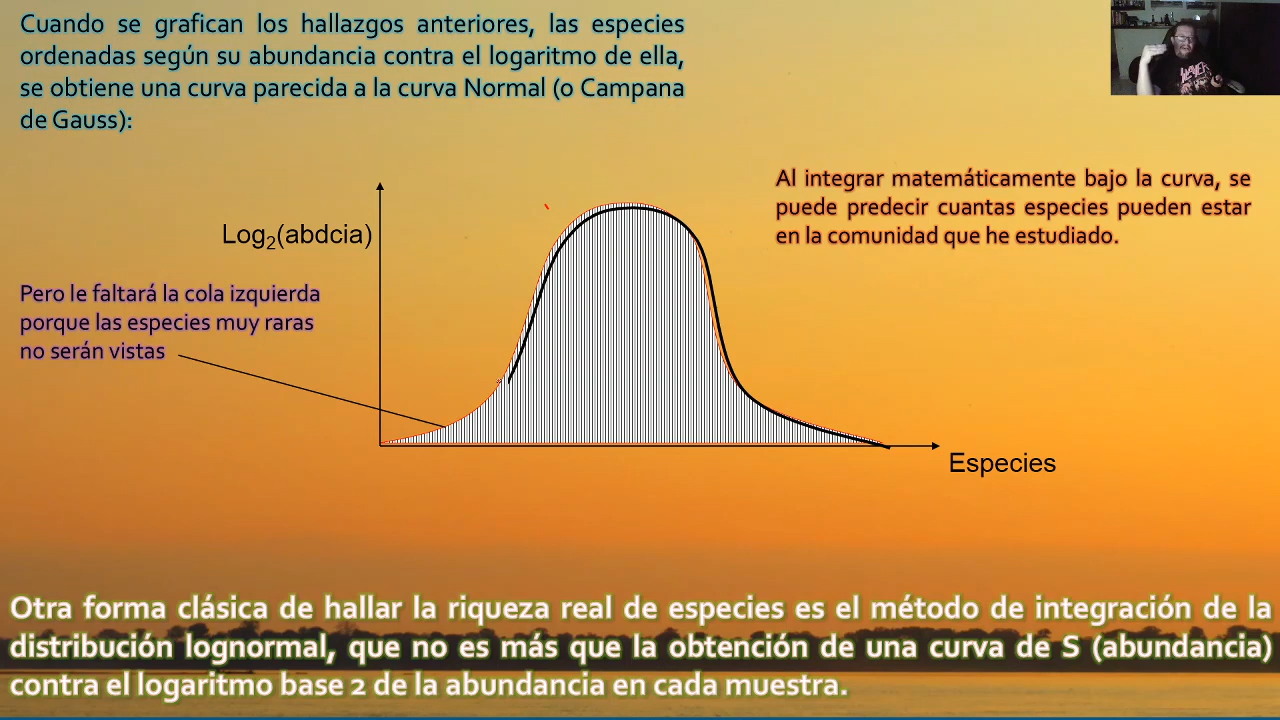 Cuando se grafican los hallazgos anteriores, las especies
ordenadas según su abundancia contra el logaritmo de ella,
se obtiene una curva parecida a la curva Normal (o Campana
de Gauss):
Al integrar matemáticamente bajo la curva, se
puede predecir cuantas especies pueden estar
en la comunidad que he estudiado.
Log2(abdcia)
Pero le faltará la cola izquierda
porque las especies muy raras
no serán vistas
Especies
Otra forma clásica de hallar la riqueza real de especies es el método de integración de la
distribución lognormal, que no es más que la obtención de una curva de S (abundancia)
contra el logaritmo base 2 de la abundancia en cada muestra.
SLAYER